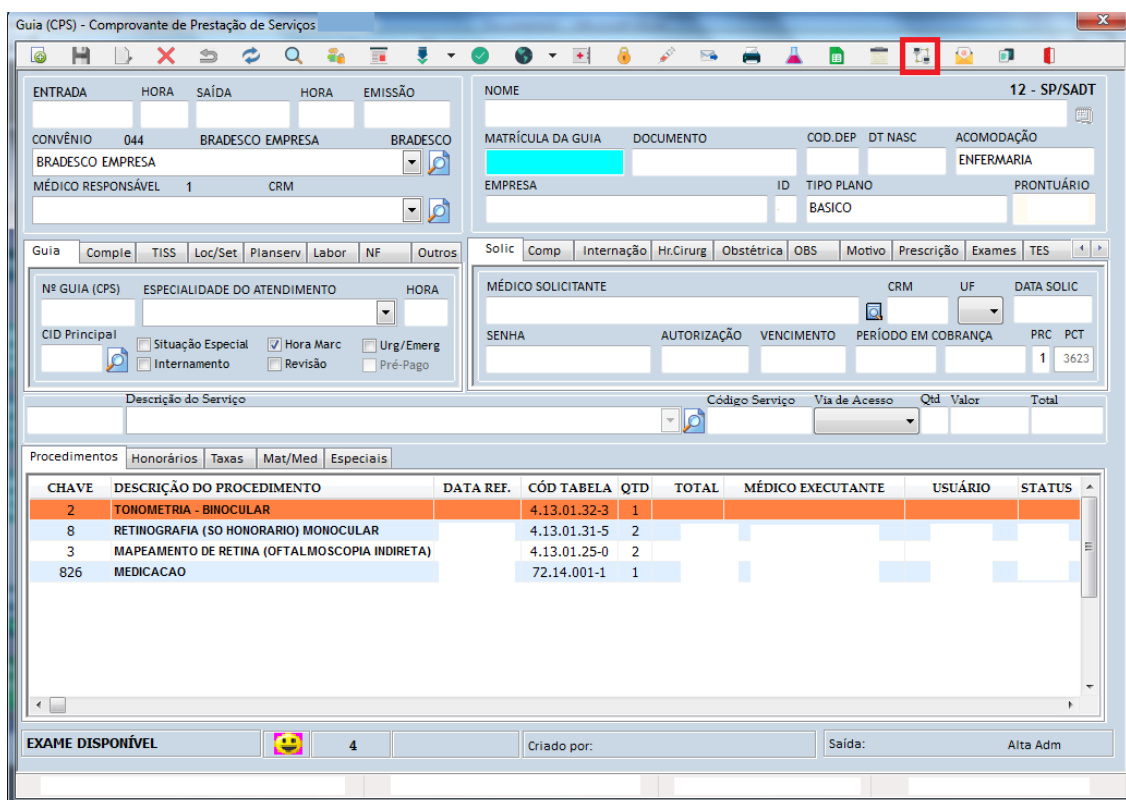 Guia (CPS) - Comprovante de Prestação de Serviços
x
ENTRADA HORA SAÍDA HORA EMISSÃO
NOME 12 - SP/SADT
CONVÊNIO 044 BRADESCO EMPRESA BRADESCO
BRADESCO EMPRESA
MATRÍCULA DA GUIA DOCUMENTO COD.DEP DT NASC ACOMODAÇÃO
ENFERMARIA
MÉDICO RESPONSÁVEL 1 CRM
EMPRESA ID TIPO PLANO PRONTUÁRIO
BASICO
Guia Comple TISS Loc/Set Planserv Labor NF Outros
Solic Comp Internação Hr.Cirurg Obstétrica OBS Motivo Prescrição Exames TES
Nº GUIA (CPS) ESPECIALIDADE DO ATENDIMENTO HORA
MÉDICO SOLICITANTE CRM UF DATA SOLIC
CID Principal
Situação Especial Hora Marc Urg/Emerg
Internamento Revisão Pré-Pago
SENHA AUTORIZAÇÃO VENCIMENTO PERÍODO EM COBRANÇA PRC PCT
1 3623
Descrição do Serviço Código Serviço Via de Acesso Qtd Valor Total
Procedimentos Honorários Taxas Mat/Med Especiais
CHAVE DESCRIÇÃO DO PROCEDIMENTO DATA REF. CÓD TABELA QTD TOTAL MÉDICO EXECUTANTE USUÁRIO STATUS
2 TONOMETRIA - BINOCULAR 4.13.01.32-3 1
8 RETINOGRAFIA (SO HONORARIO) MONOCULAR 4.13.01.31-5 2
3 MAPEAMENTO DE RETINA (OFTALMOSCOPIA INDIRETA) 4.13.01.25-0 2
826 MEDICACAO 72.14.001-1 1
EXAME DISPONÍVEL 4 Criado por: Saída: Alta Adm